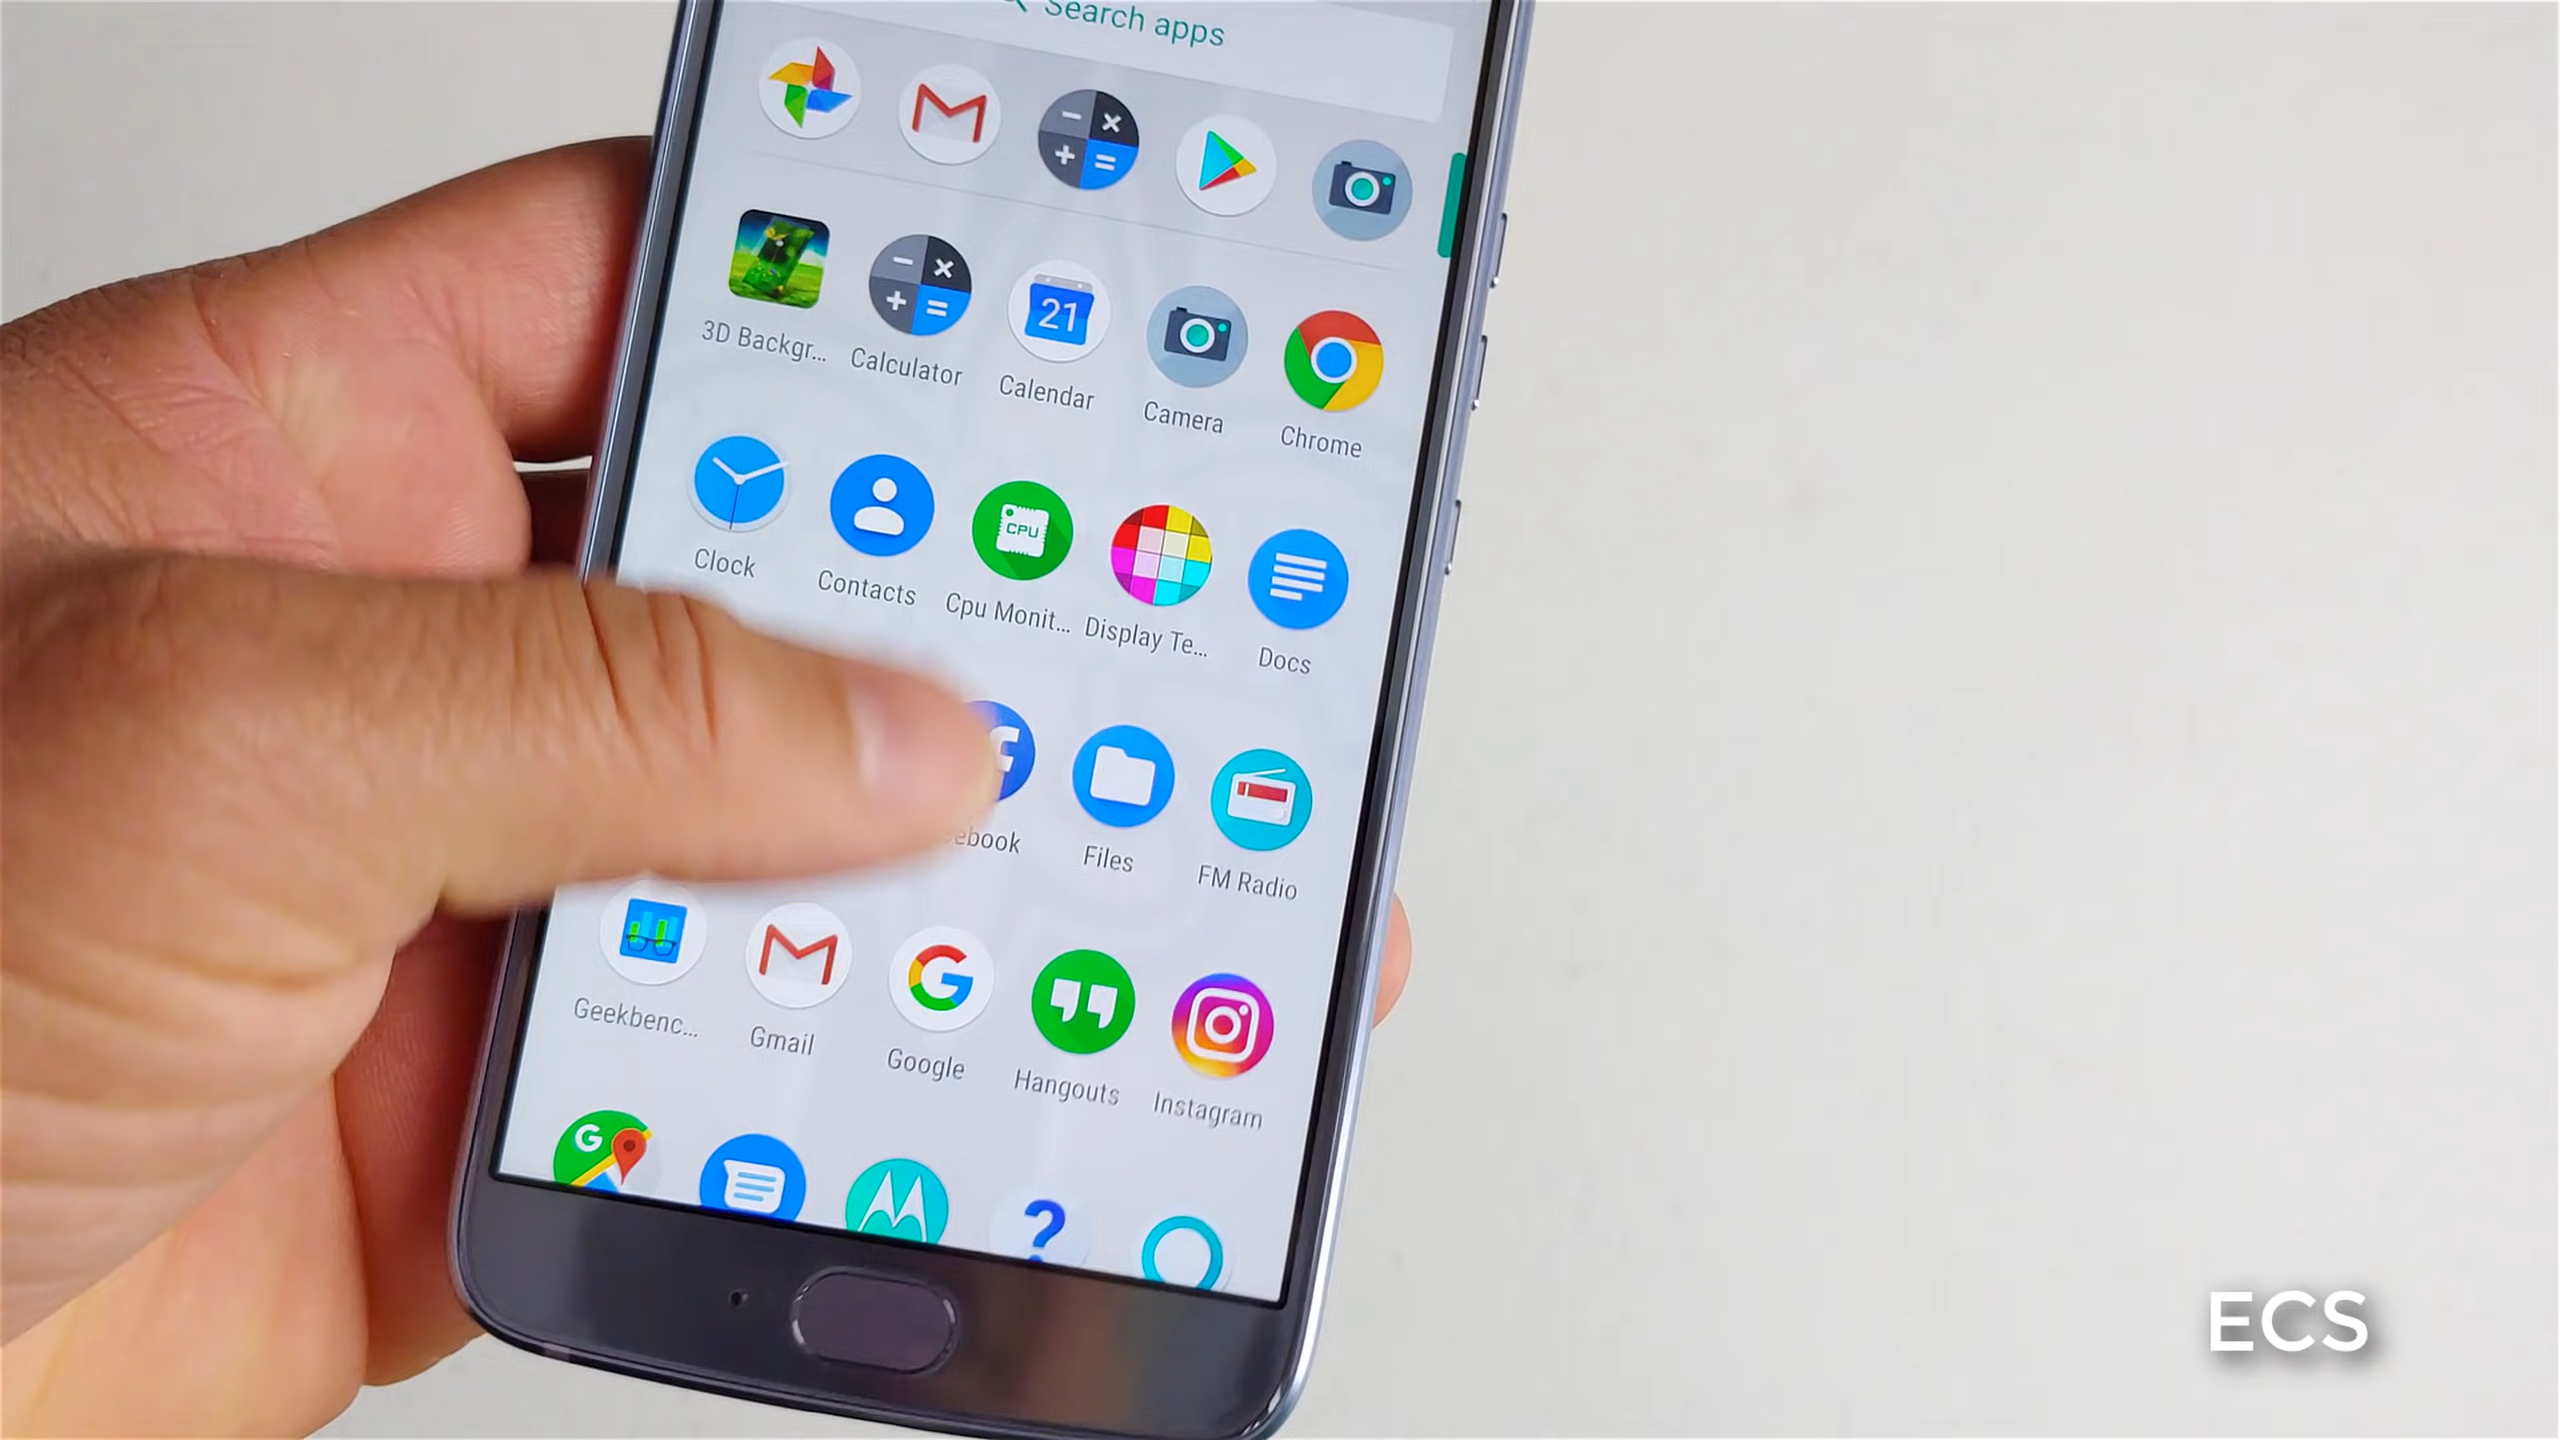 Search apps
21
3D Backgr...
Calculator
Calendar
Camera
Chrome
CPU
Clock
Contacts
Cpu Monit...
Display Te...
Docs
f
ebook
Files
FM Radio
G
Geekbenc...
Gmail
Google
Hangouts
Instagram
G
?
ECS